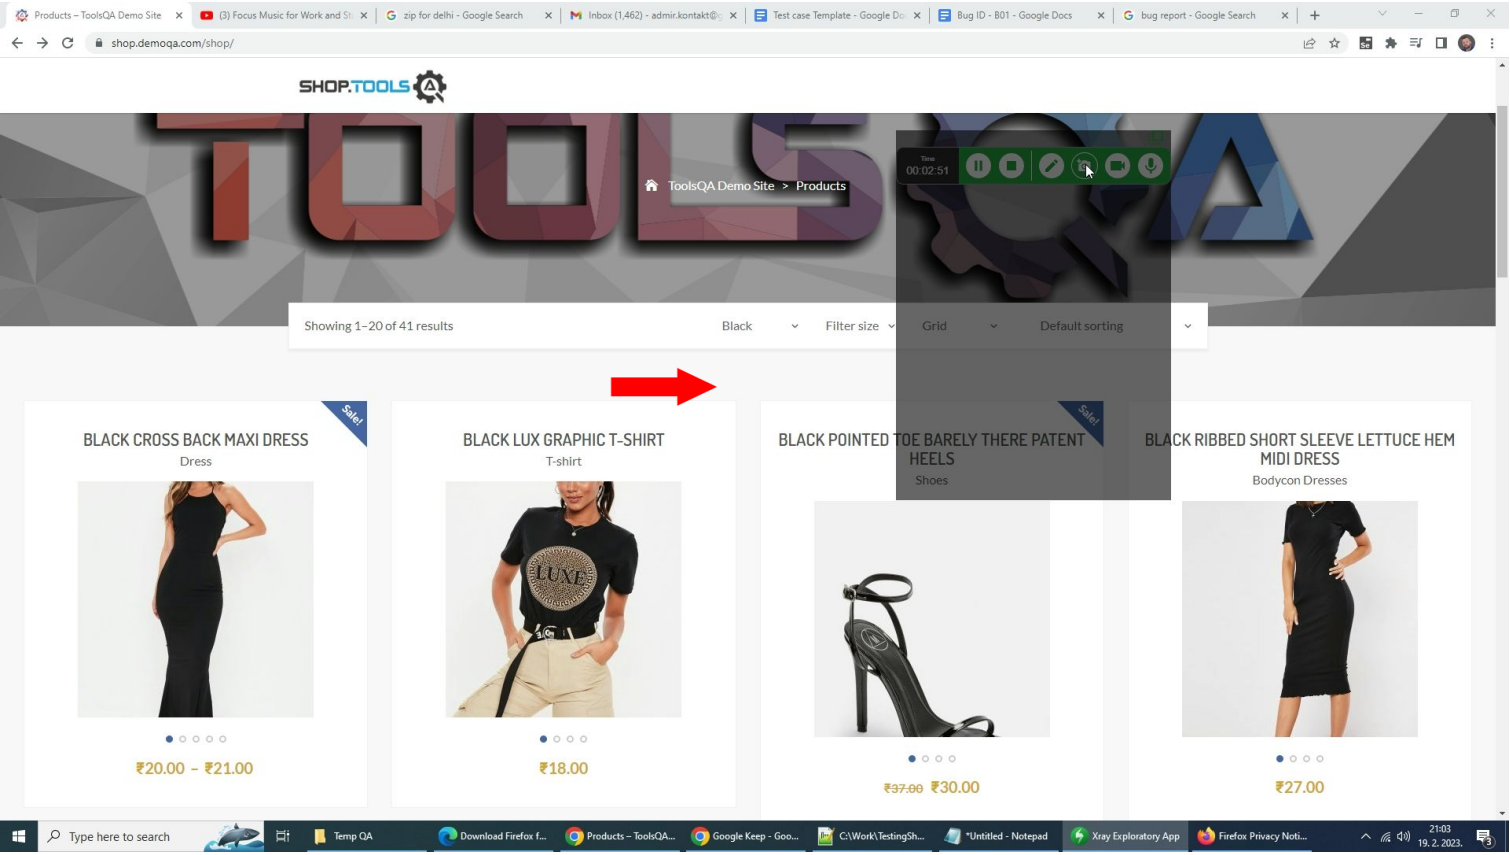 Products – ToolsQA Demo Site
(3) Focus Music for Work and St
zip for delhi - Google Search
Inbox (1,462) - admir.kontakt@g
Test case Template - Google Do
Bug ID - B01 - Google Docs
bug report - Google Search
shop.demoqa.com/shop/
SHOP.TOOLS
TOOLSQA
Time
00:02:51
ToolsQA Demo Site > Products
Showing 1–20 of 41 results
Black
Filter size
Grid
Default sorting
Sale!
Sale!
BLACK CROSS BACK MAXI DRESS
Dress
BLACK LUX GRAPHIC T-SHIRT
T-shirt
BLACK POINTED TOE BARELY THERE PATENT
HEELS
Shoes
BLACK RIBBED SHORT SLEEVE LETTUCE HEM
MIDI DRESS
Bodycon Dresses
LUXE
₹20.00 – ₹21.00
₹18.00
₹37.00 ₹30.00
₹27.00
Type here to search
Temp QA
Download Firefox f...
Products – ToolsQA...
Google Keep - Goo...
C:\Work\TestingSh...
*Untitled - Notepad
Xray Exploratory App
Firefox Privacy Noti...
21:03
19. 2. 2023.
3